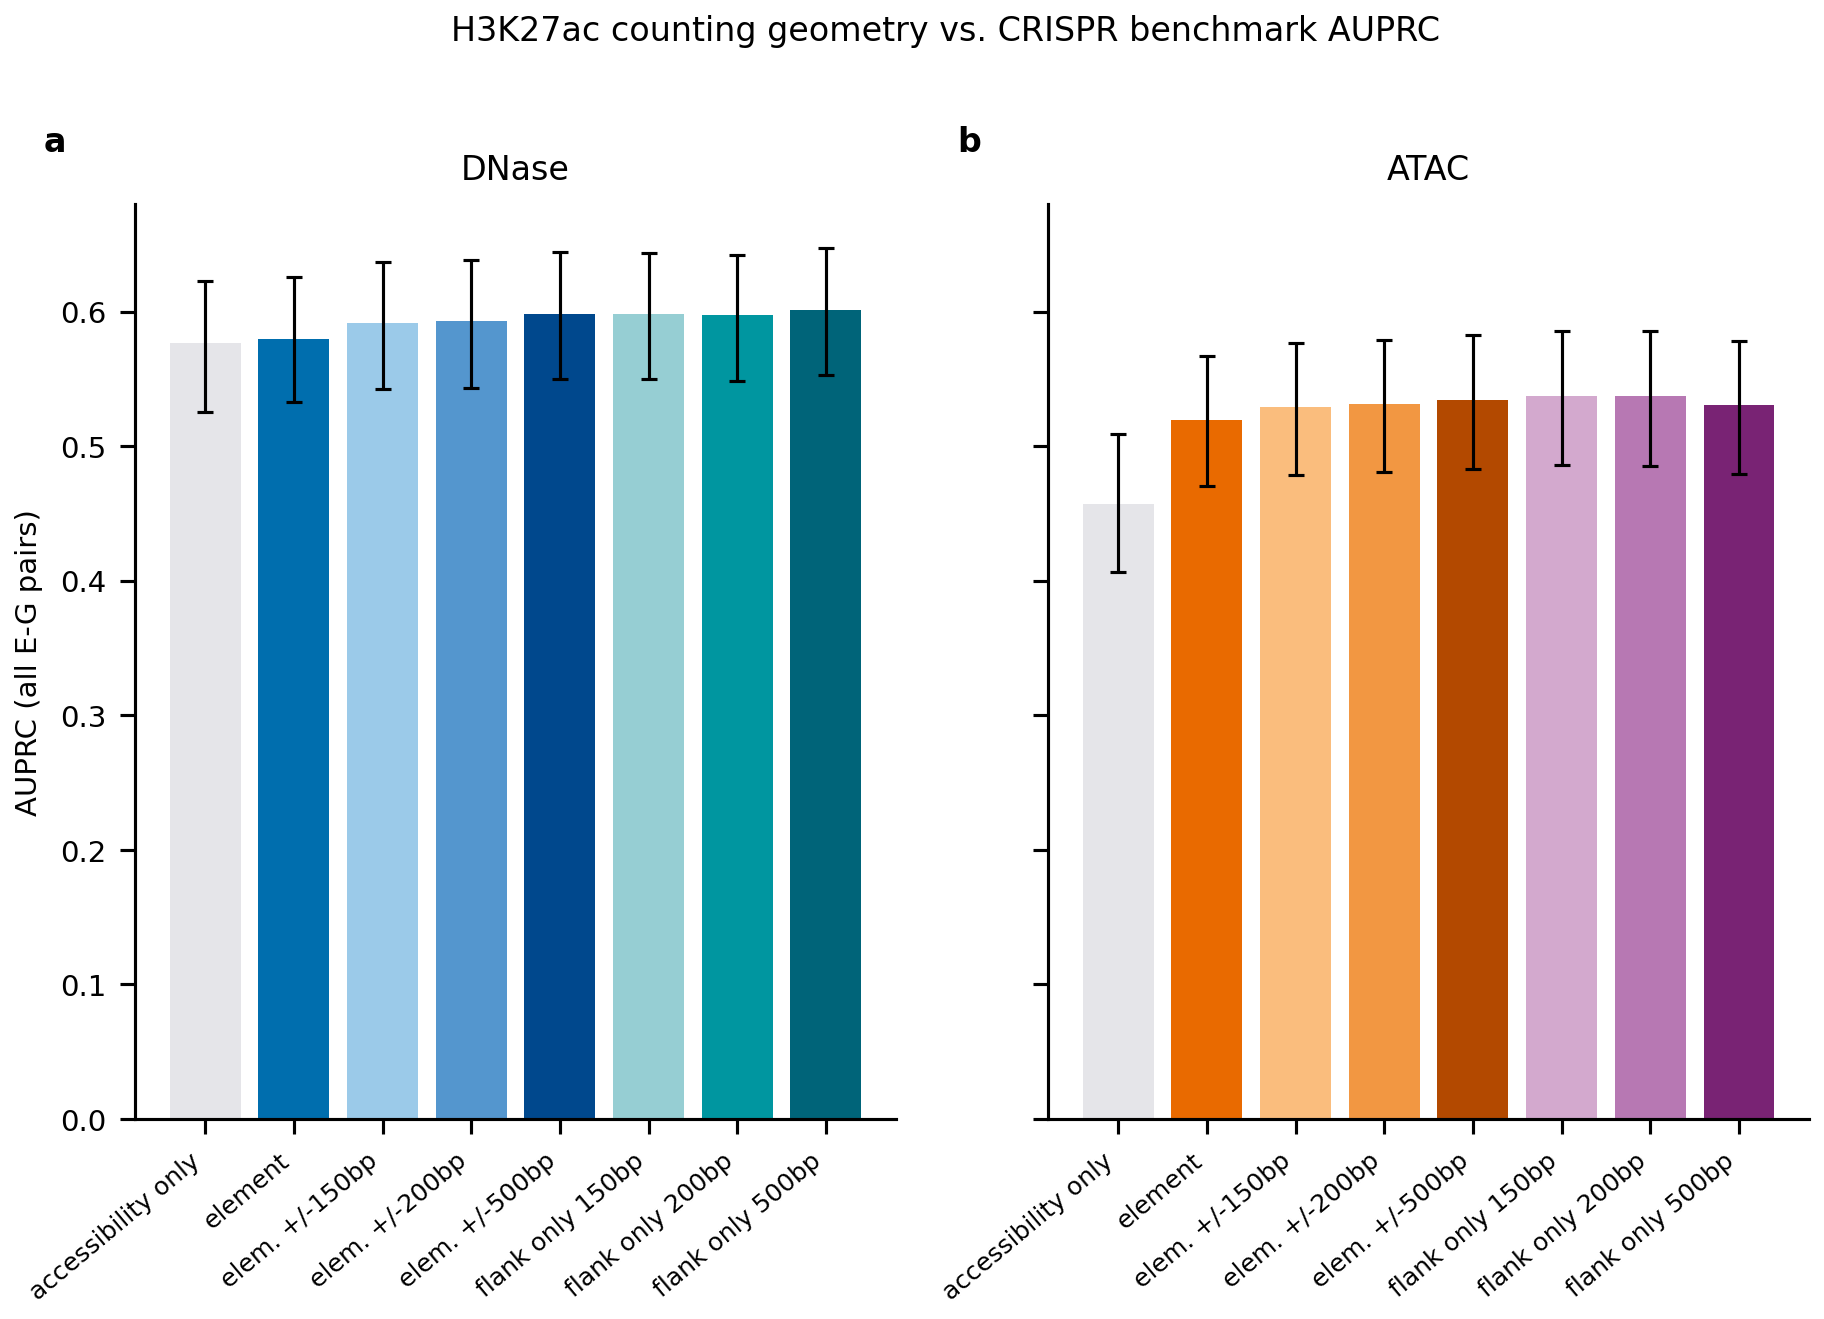 H3K27ac counting geometry vs. CRISPR benchmark AUPRC
a
DNase
AUPRC (all E-G pairs)
0.6
0.5
0.4
0.3
0.2
0.1
0.0
accessibility only
element
elem. +/-150bp
elem. +/-200bp
elem. +/-500bp
flank only 150bp
flank only 200bp
flank only 500bp
b
ATAC
accessibility only
element
elem. +/-150bp
elem. +/-200bp
elem. +/-500bp
flank only 150bp
flank only 200bp
flank only 500bp